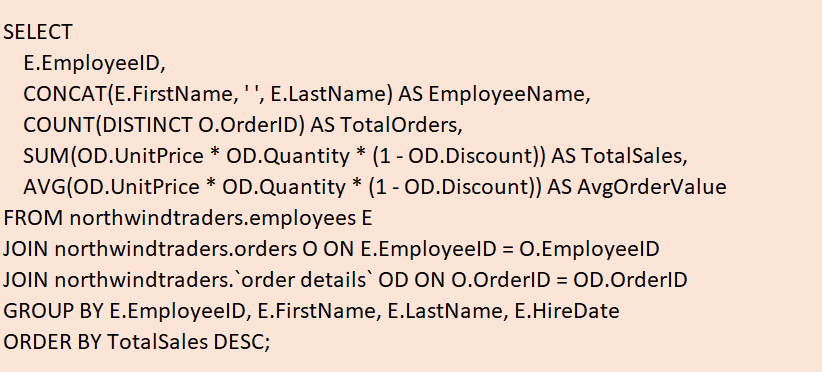 SELECT
E.EmployeeID,
CONCAT(E.FirstName, ' ', E.LastName) AS EmployeeName,
COUNT(DISTINCT O.OrderID) AS TotalOrders,
SUM(OD.UnitPrice * OD.Quantity * (1 - OD.Discount)) AS TotalSales,
AVG(OD.UnitPrice * OD.Quantity * (1 - OD.Discount)) AS AvgOrderValue
FROM northwindtraders.employees E
JOIN northwindtraders.orders O ON E.EmployeeID = O.EmployeeID
JOIN northwindtraders.`order details` OD ON O.OrderID = OD.OrderID
GROUP BY E.EmployeeID, E.FirstName, E.LastName, E.HireDate
ORDER BY TotalSales DESC;